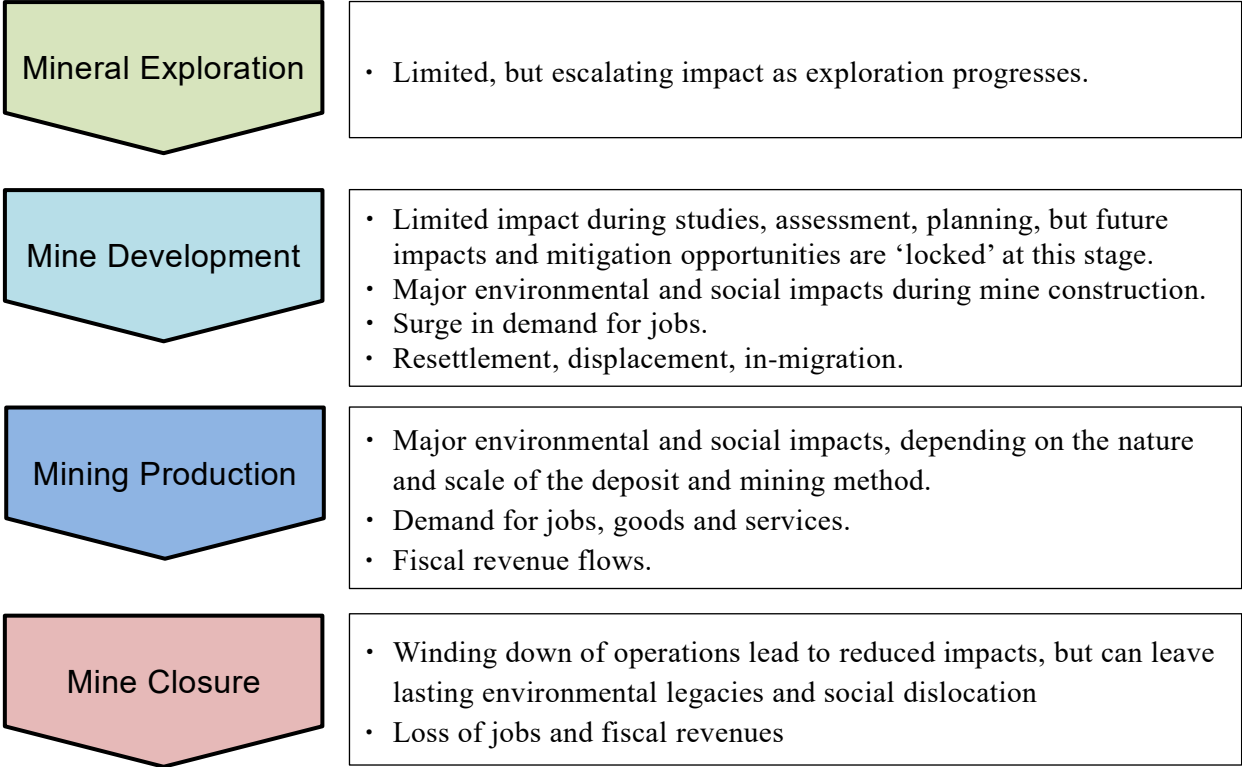 Mineral Exploration
· Limited, but escalating impact as exploration progresses.
Mine Development
· Limited impact during studies, assessment, planning, but future
impacts and mitigation opportunities are ‘locked’ at this stage.
· Major environmental and social impacts during mine construction.
· Surge in demand for jobs.
· Resettlement, displacement, in-migration.
Mining Production
· Major environmental and social impacts, depending on the nature
and scale of the deposit and mining method.
· Demand for jobs, goods and services.
· Fiscal revenue flows.
Mine Closure
· Winding down of operations lead to reduced impacts, but can leave
lasting environmental legacies and social dislocation
· Loss of jobs and fiscal revenues